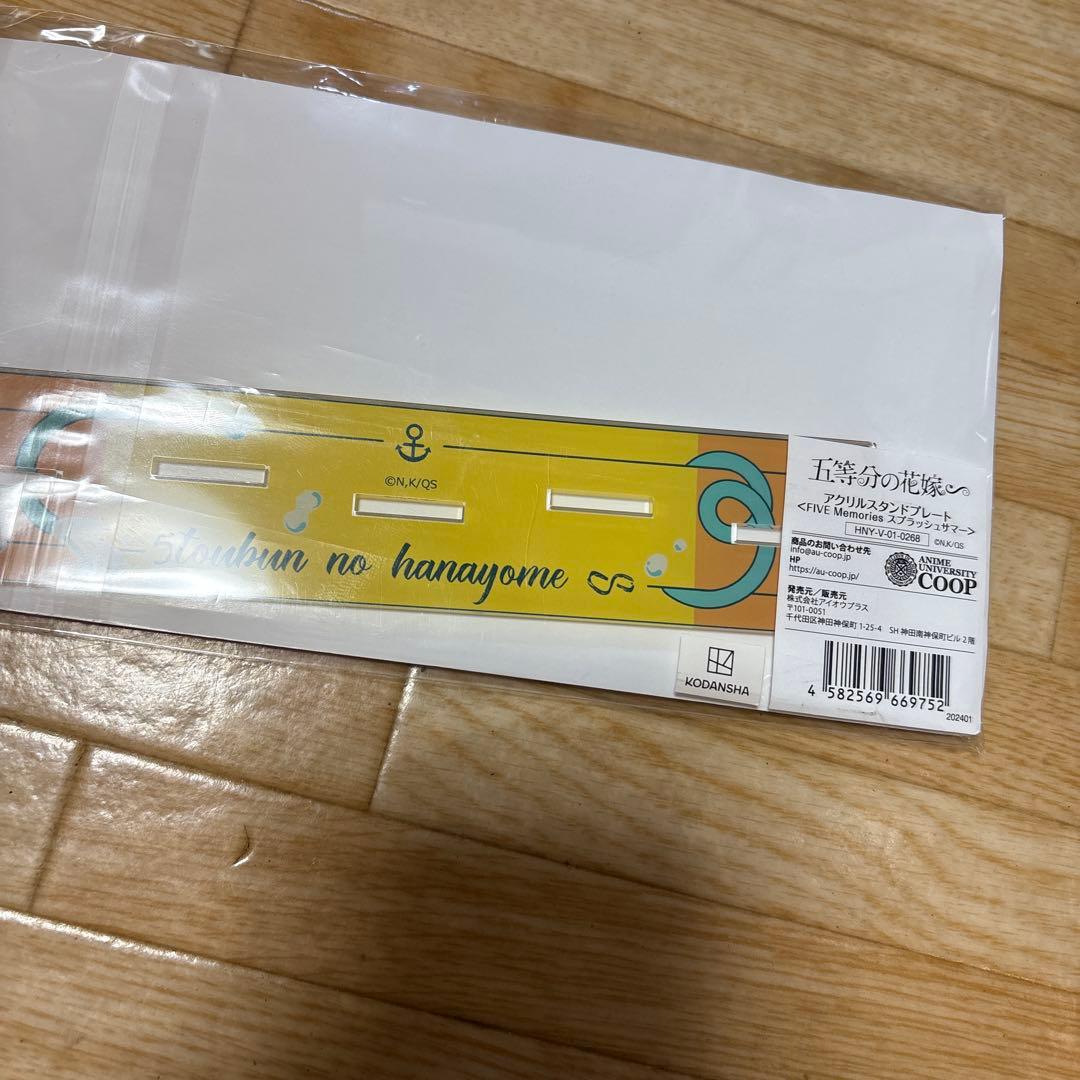 ©N,K/QS
5toubun no hanayome
五等分の花嫁∽
アクリルスタンドプレート
<FIVE Memories スプラッシュサマー>
HNY-V-01-0268
©N,K/QS
商品のお問い合わせ先
info@au-coop.jp
HP
https://au-coop.jp/
ANIME
UNIVERSITY
COOP
発売元/販売元
株式会社アイオウプラス
〒101-0051
千代田区神田神保町 1-25-4 SH 神田南神保町ビル 2 階
KODANSHA
4 582569 669752
202401